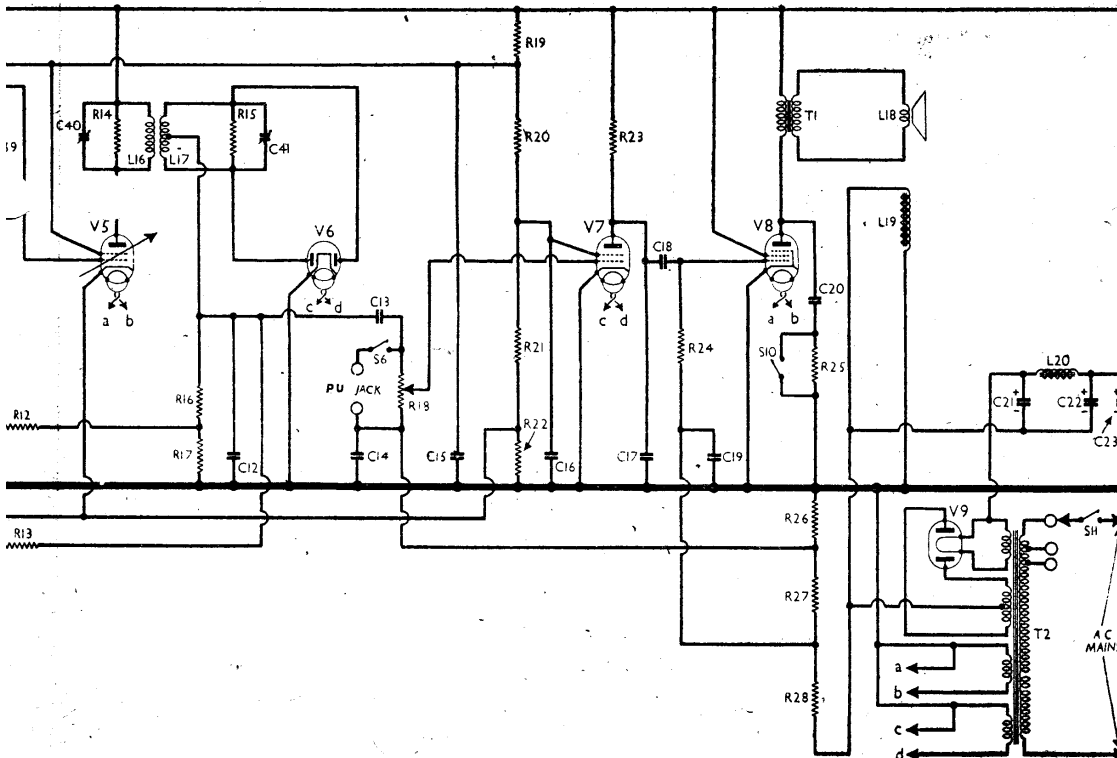 R19
C40
R14
L16
L17
R15
C41
R20
R23
T1
L18
V5
a b
V6
c d
V7
c d
C18
V8
a b
L19
C20
C13
S6
PU JACK
R18
R21
R24
S10
R25
L20
C21 + -
C22 + -
C23
R12
R16
R17
C12
C14
C15
R22
C16
C17
C19
R13
R26
V9
S11
R27
T2
A C
MAINS
a
b
R28
c
d